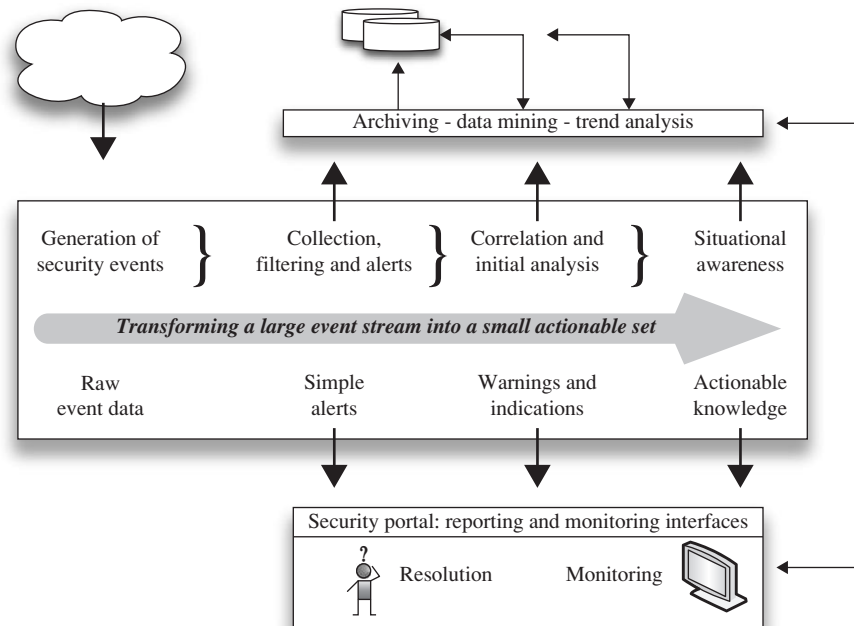 Archiving - data mining - trend analysis
Generation of
security events
}
Collection,
filtering and alerts
}
Correlation and
initial analysis
}
Situational
awareness
Transforming a large event stream into a small actionable set
Raw
event data
Simple
alerts
Warnings and
indications
Actionable
knowledge
Security portal: reporting and monitoring interfaces
?
Resolution
Monitoring